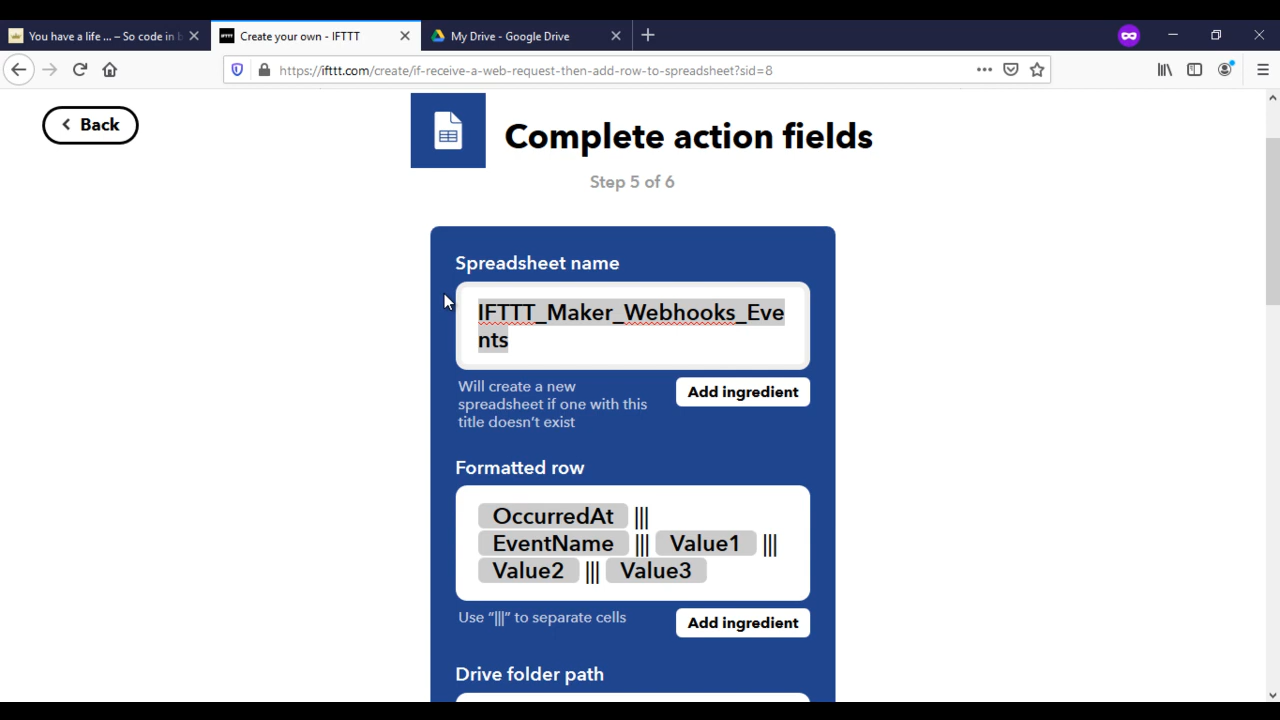 You have a life ... – So code in b
Create your own - IFTTT
My Drive - Google Drive
https://ifttt.com/create/if-receive-a-web-request-then-add-row-to-spreadsheet?sid=8
Back
Complete action fields
Step 5 of 6
Spreadsheet name
IFTTT_Maker_Webhooks_Eve
nts
Will create a new
spreadsheet if one with this
title doesn't exist
Add ingredient
Formatted row
OccurredAt |||
EventName ||| Value1 |||
Value2 ||| Value3
Use "|||" to separate cells
Add ingredient
Drive folder path